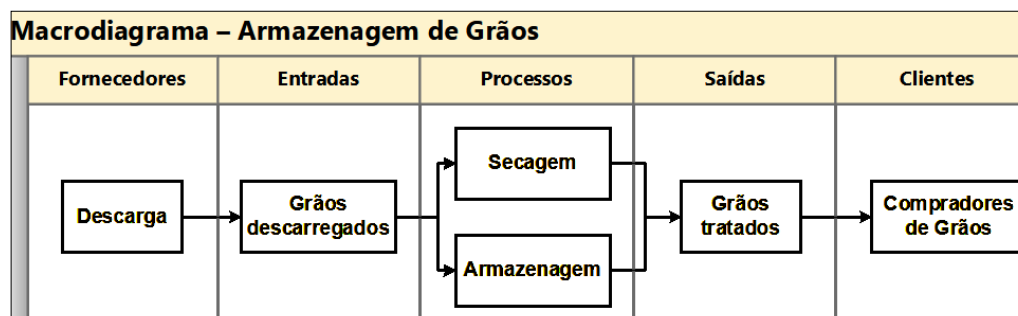 Macrodiagrama – Armazenagem de Grãos
Fornecedores
Entradas
Processos
Saídas
Clientes
Descarga
Grãos
descarregados
Secagem
Armazenagem
Grãos
tratados
Compradores
de Grãos